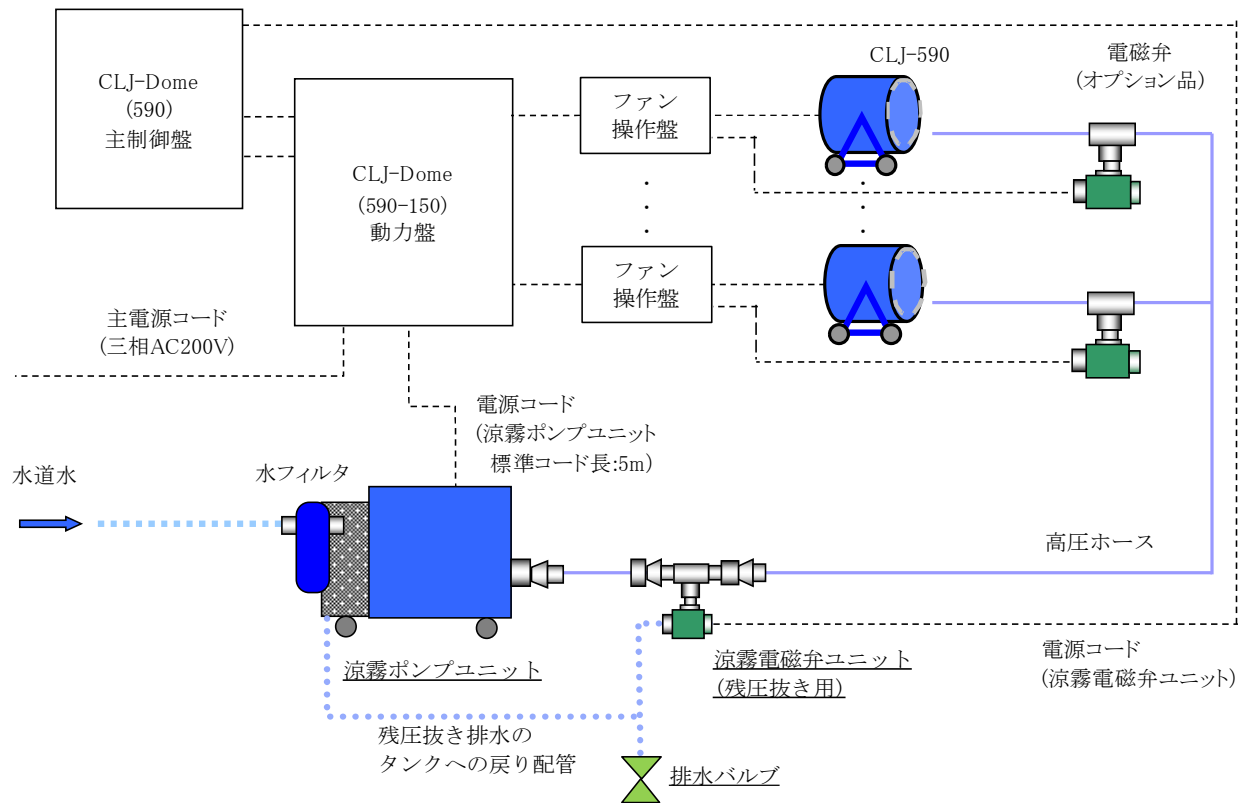 CLJ-Dome
(590)
主制御盤
CLJ-Dome
(590-150)
動力盤
ファン
操作盤
CLJ-590
電磁弁
(オプション品)
ファン
操作盤
主電源コード
(三相AC200V)
電源コード
(涼霧ポンプユニット
標準コード長:5m)
水道水
水フィルタ
高圧ホース
涼霧ポンプユニット
涼霧電磁弁ユニット
(残圧抜き用)
電源コード
(涼霧電磁弁ユニット)
残圧抜き排水の
タンクへの戻り配管
排水バルブ